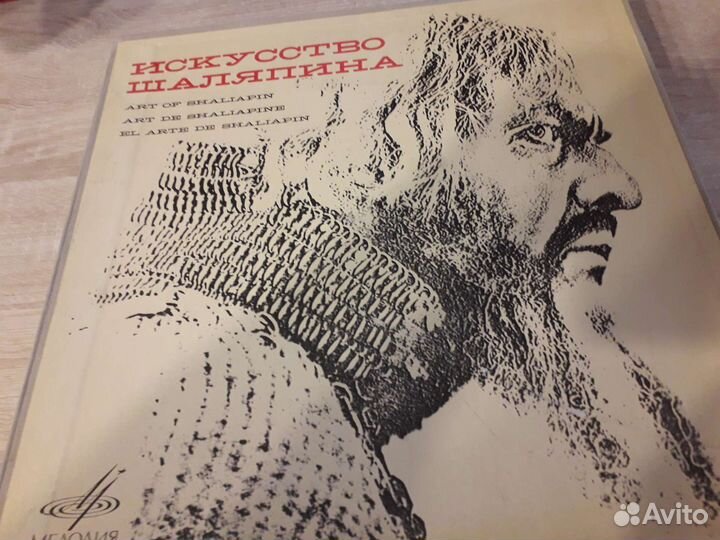 ИСКУССТВО
ШАЛЯПИНА
ART OF SHALIAPIN
ART DE SHALIAPINE
EL ARTE DE SHALIAPIN
МЕЛОДИЯ
Avito